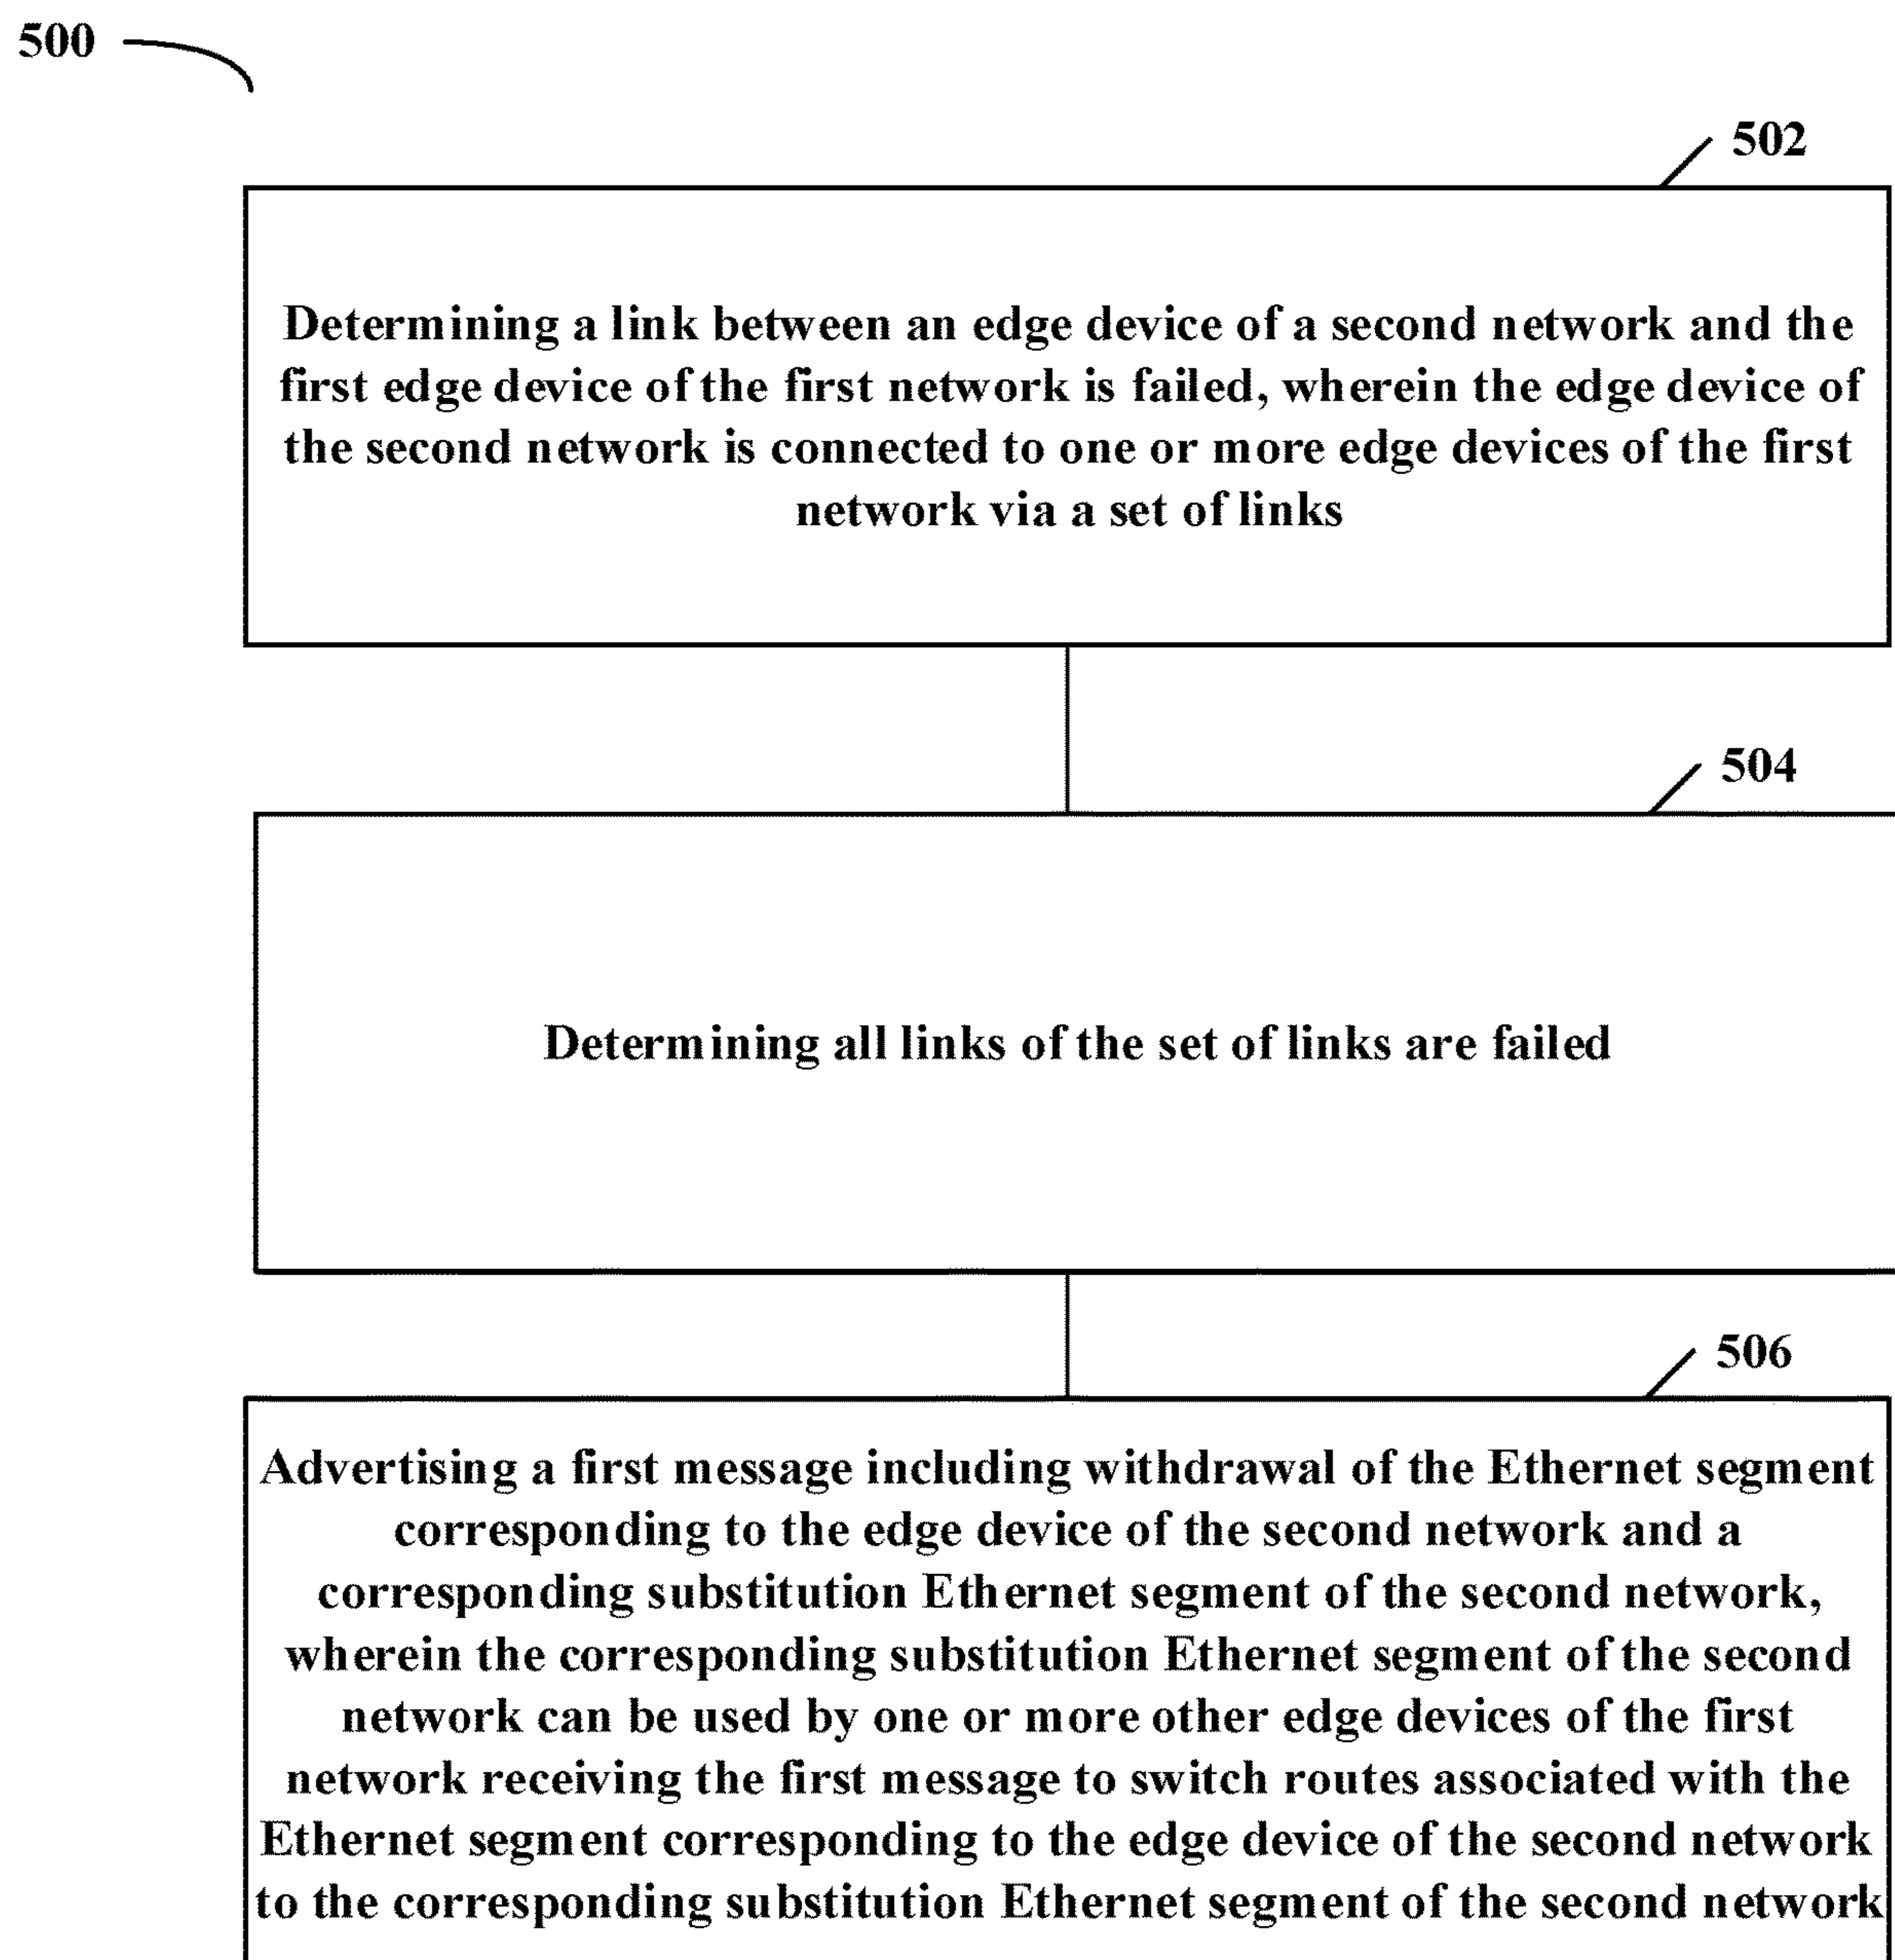 500
502
Determining a link between an edge device of a second network and the
first edge device of the first network is failed, wherein the edge device of
the second network is connected to one or more edge devices of the first
network via a set of links
504
Determining all links of the set of links are failed
506
Advertising a first message including withdrawal of the Ethernet segment
corresponding to the edge device of the second network and a
corresponding substitution Ethernet segment of the second network,
wherein the corresponding substitution Ethernet segment of the second
network can be used by one or more other edge devices of the first
network receiving the first message to switch routes associated with the
Ethernet segment corresponding to the edge device of the second network
to the corresponding substitution Ethernet segment of the second network